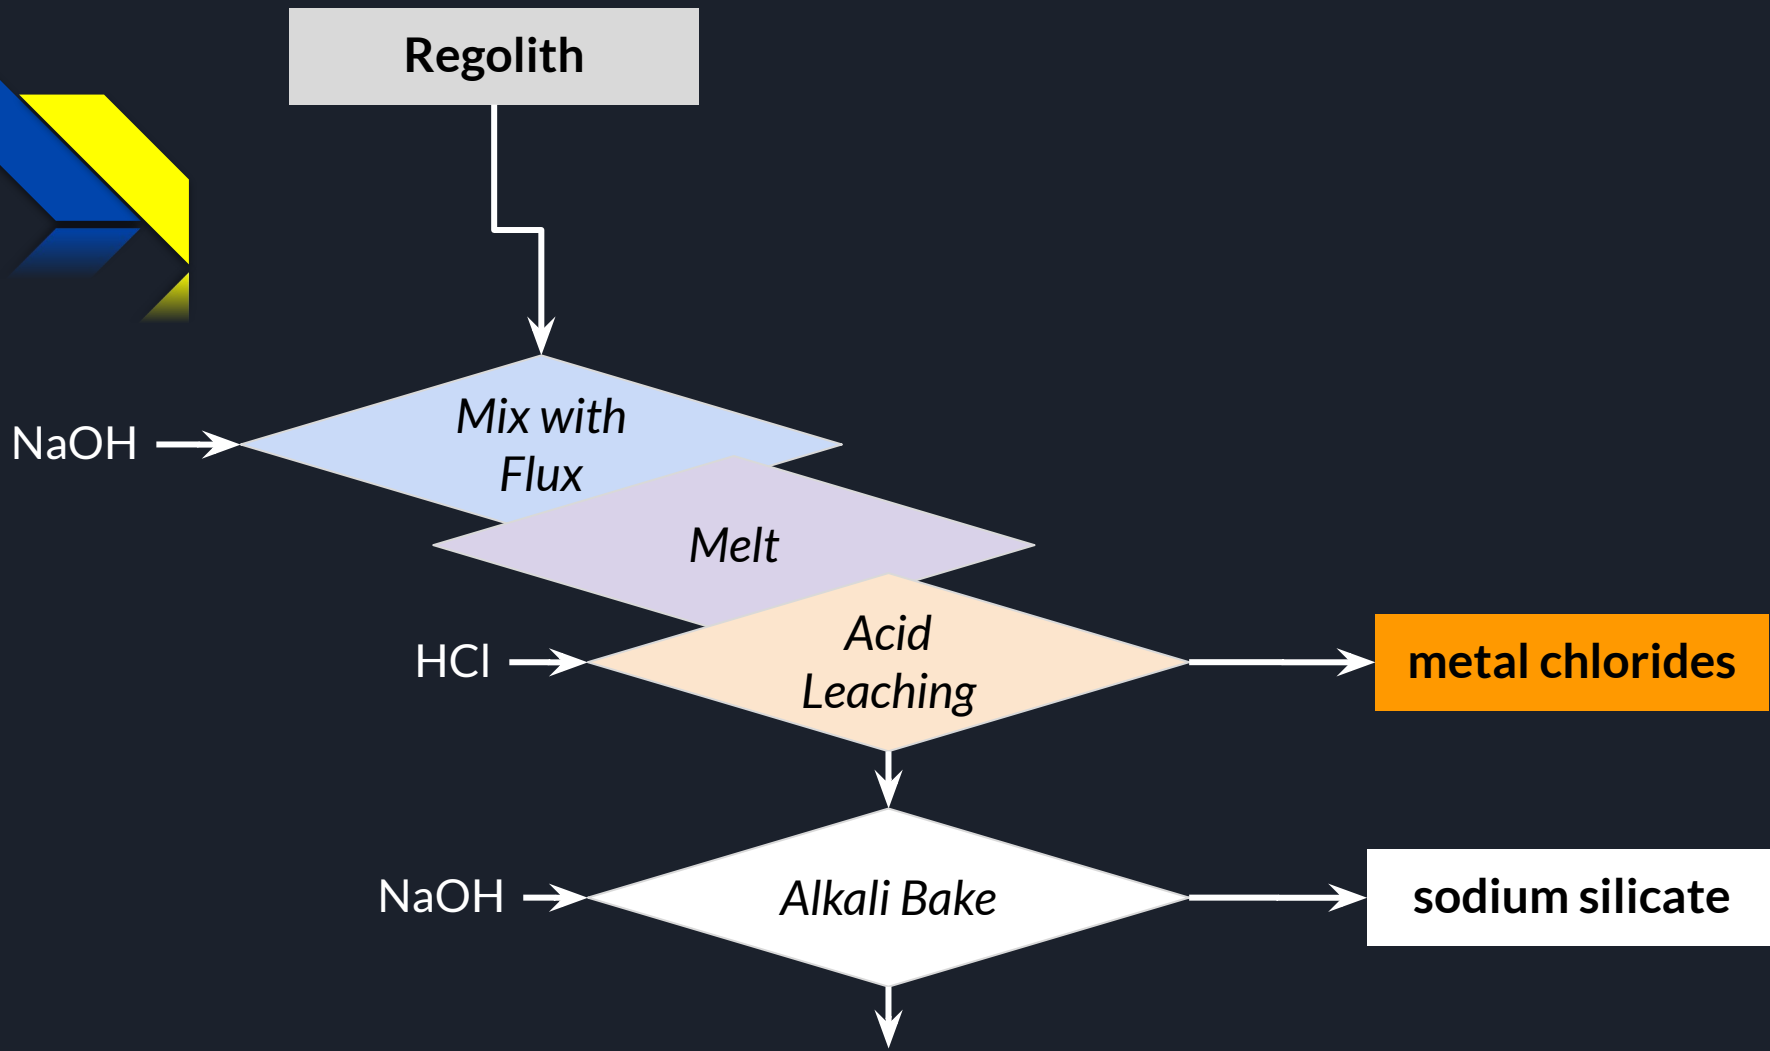 Regolith
NaOH
Mix with
Flux
Melt
HCl
Acid
Leaching
metal chlorides
NaOH
Alkali Bake
sodium silicate